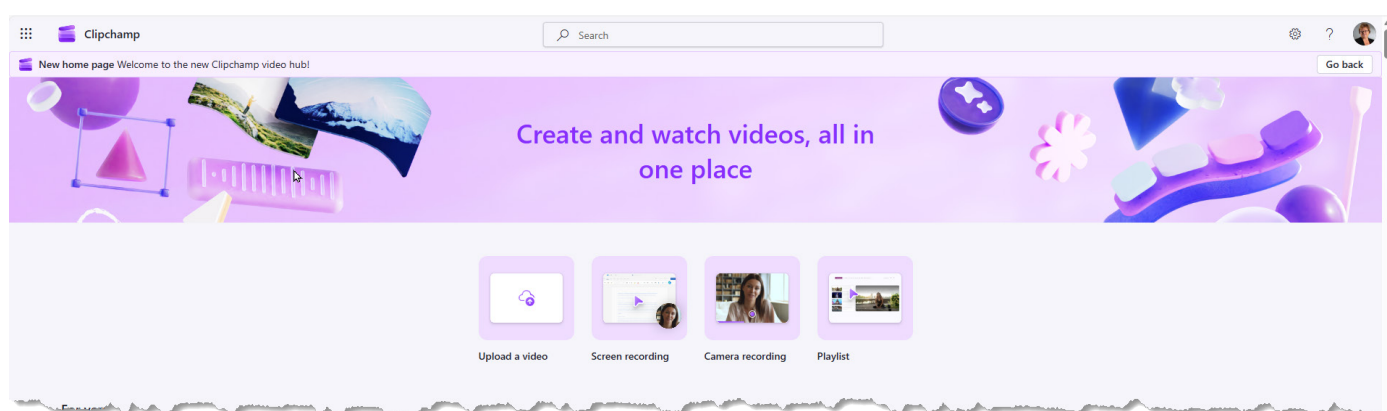 Clipchamp
Search
?
New home page Welcome to the new Clipchamp video hub!
Go back
Create and watch videos, all in
one place
Upload a video
Screen recording
Camera recording
Playlist